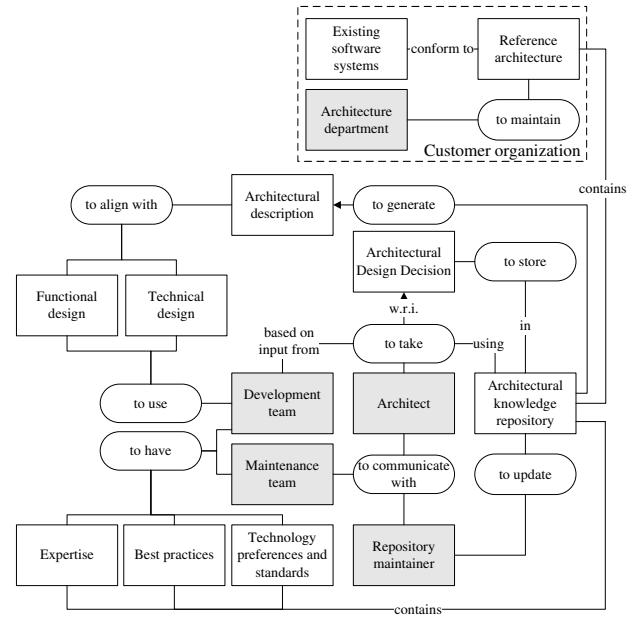 Existing
software
systems
conform to
Reference
architecture
Architecture
department
to maintain
Customer organization
contains
to align with
Architectural
description
to generate
Architectural
Design Decision
to store
Functional
design
Technical
design
w.r.i.
in
based on
input from
to take
using
to use
Development
team
Architect
Architectural
knowledge
repository
to have
Maintenance
team
to communicate
with
to update
Expertise
Best practices
Technology
preferences and
standards
Repository
maintainer
contains